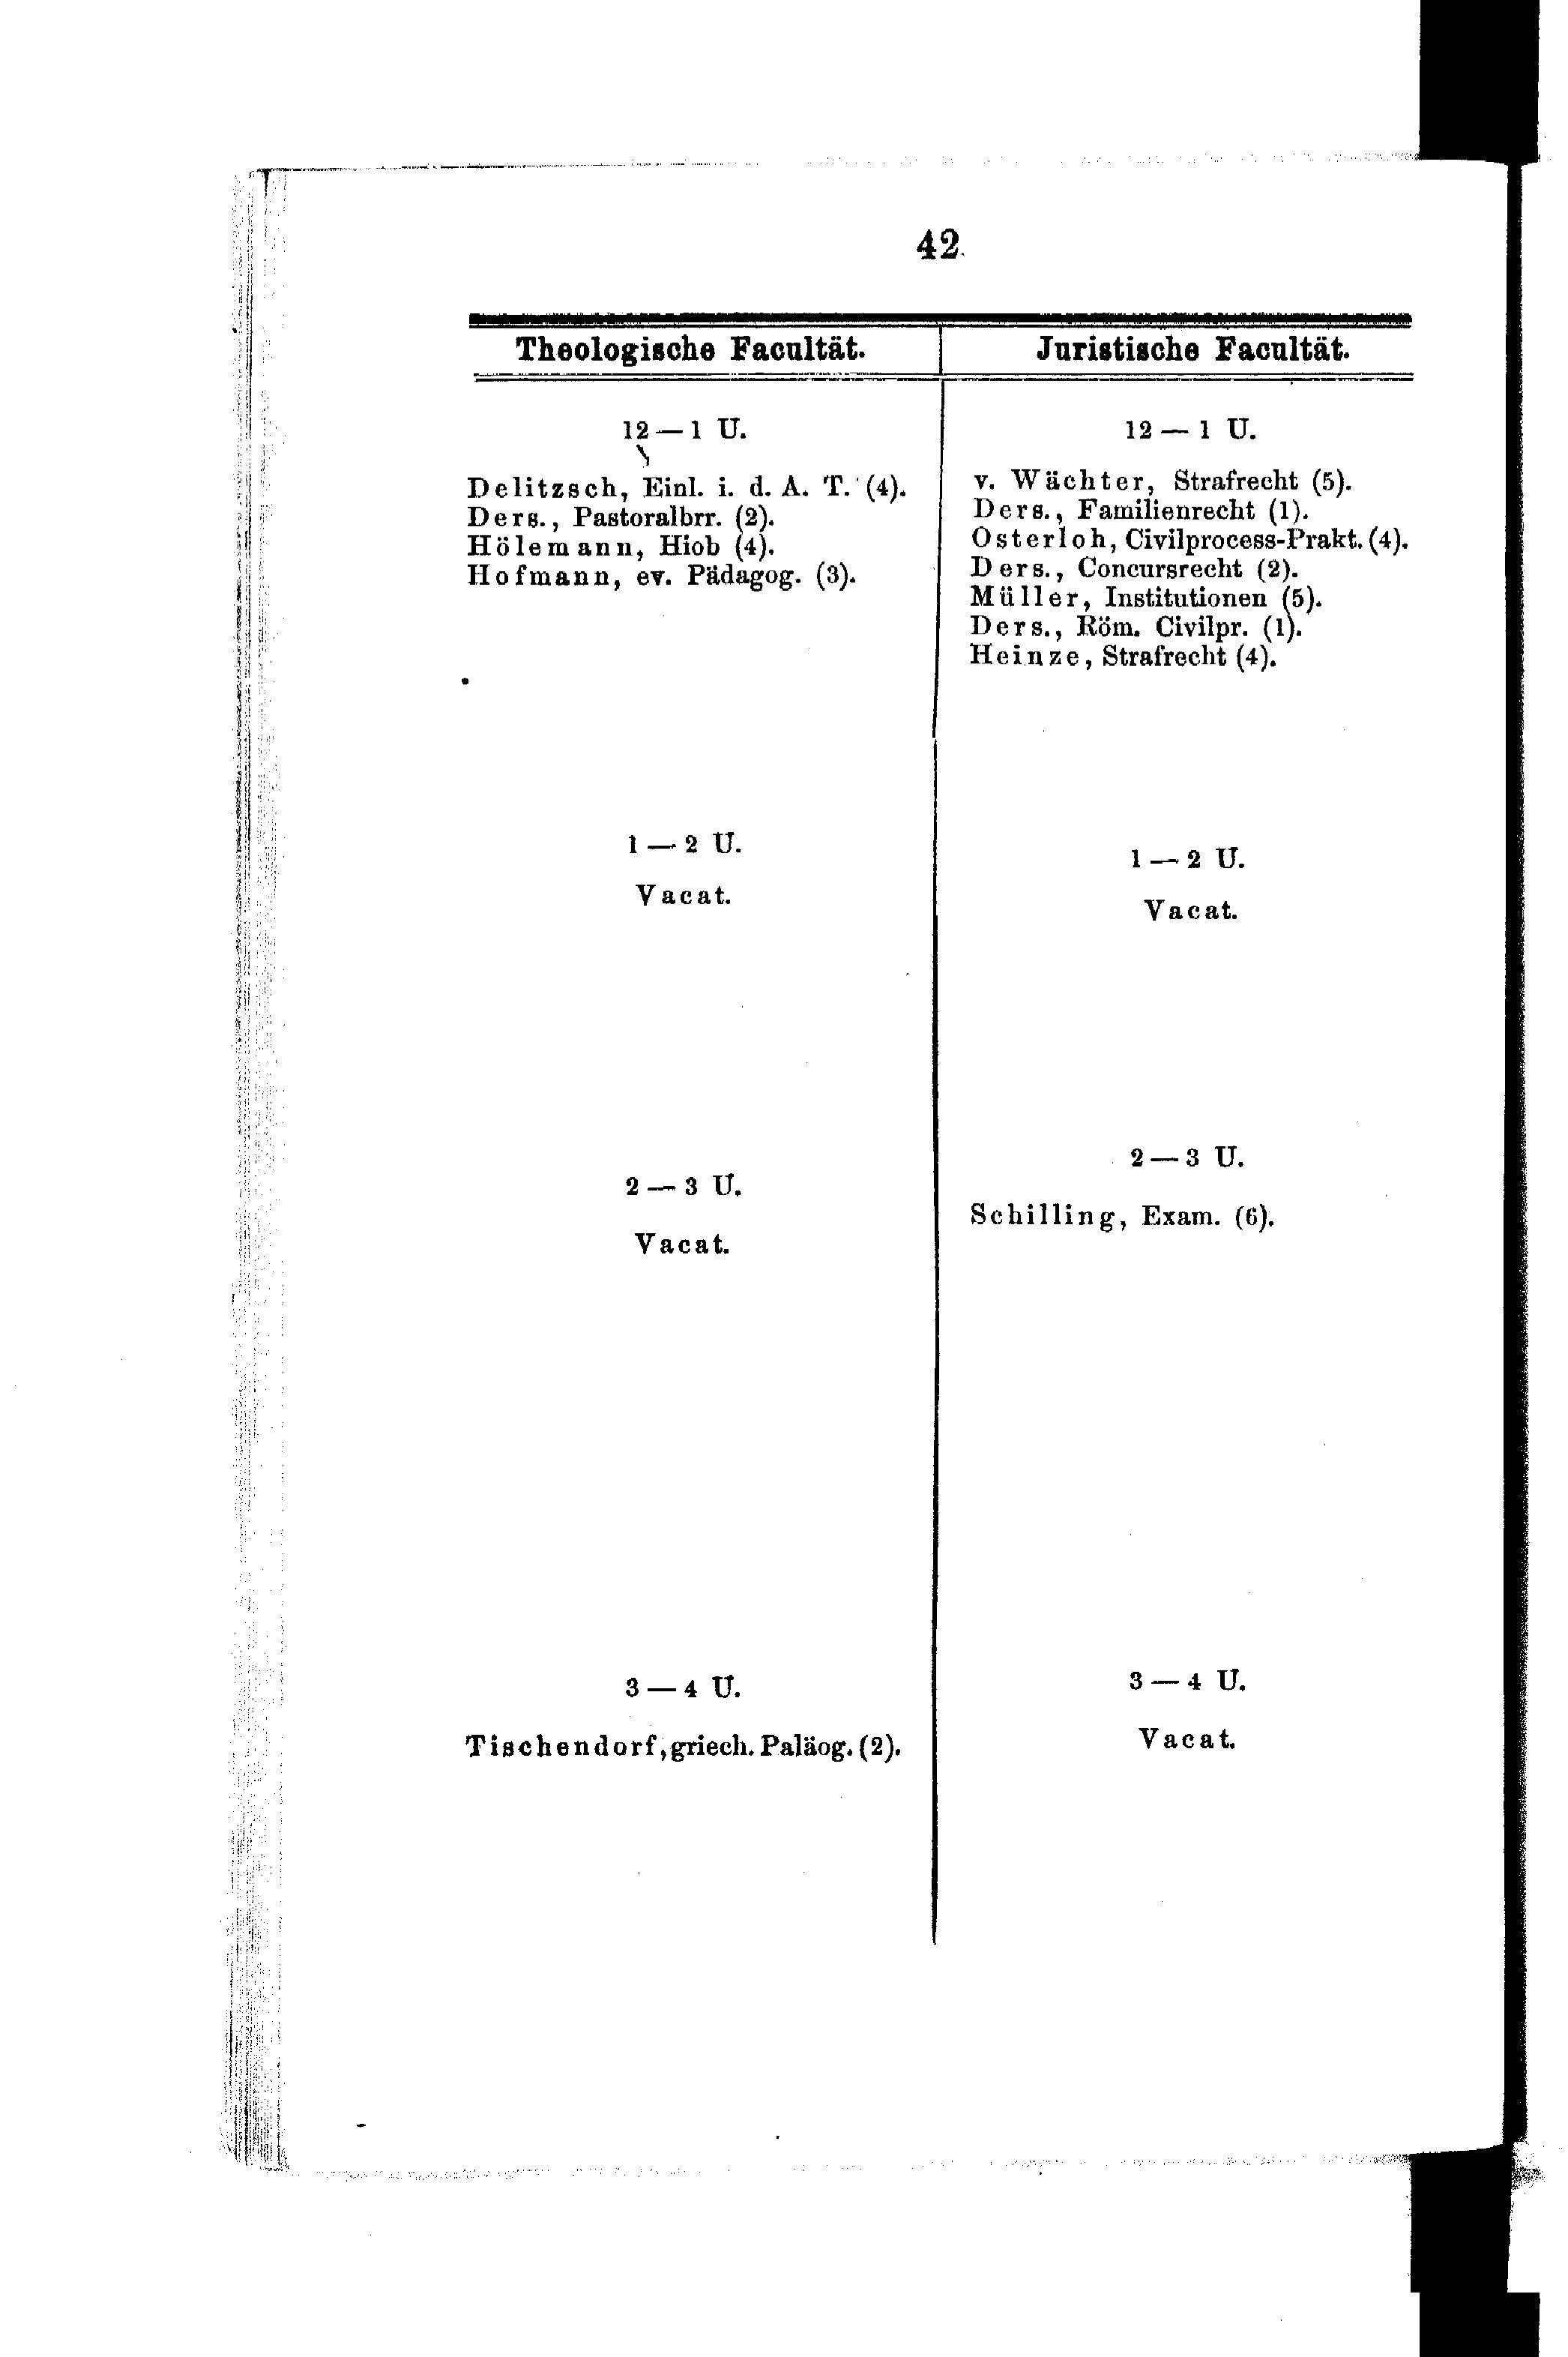 42
Theologische Facultät.
12—1 U.
Delitzsch, Einl. i. d. A. T. (4).
Ders., Pastoralbrr. (2).
Hölemann, Hiob (4).
Hofmann, ev. Pädagog. (3).
1 — 2 U.
Vacat.
2 — 3 U.
Vacat.
3 — 4 U.
Tischendorf, griech. Paläog. (2).
Juristische Facultät.
12 — 1 U.
v. Wächter, Strafrecht (5).
Ders., Familienrecht (1).
Osterloh, Civilprocess-Prakt. (4).
Ders., Concursrecht (2).
Müller, Institutionen (5).
Ders., Röm. Civilpr. (1).
Heinze, Strafrecht (4).
1 — 2 U.
Vacat.
2 — 3 U.
Schilling, Exam. (6).
3 — 4 U.
Vacat.